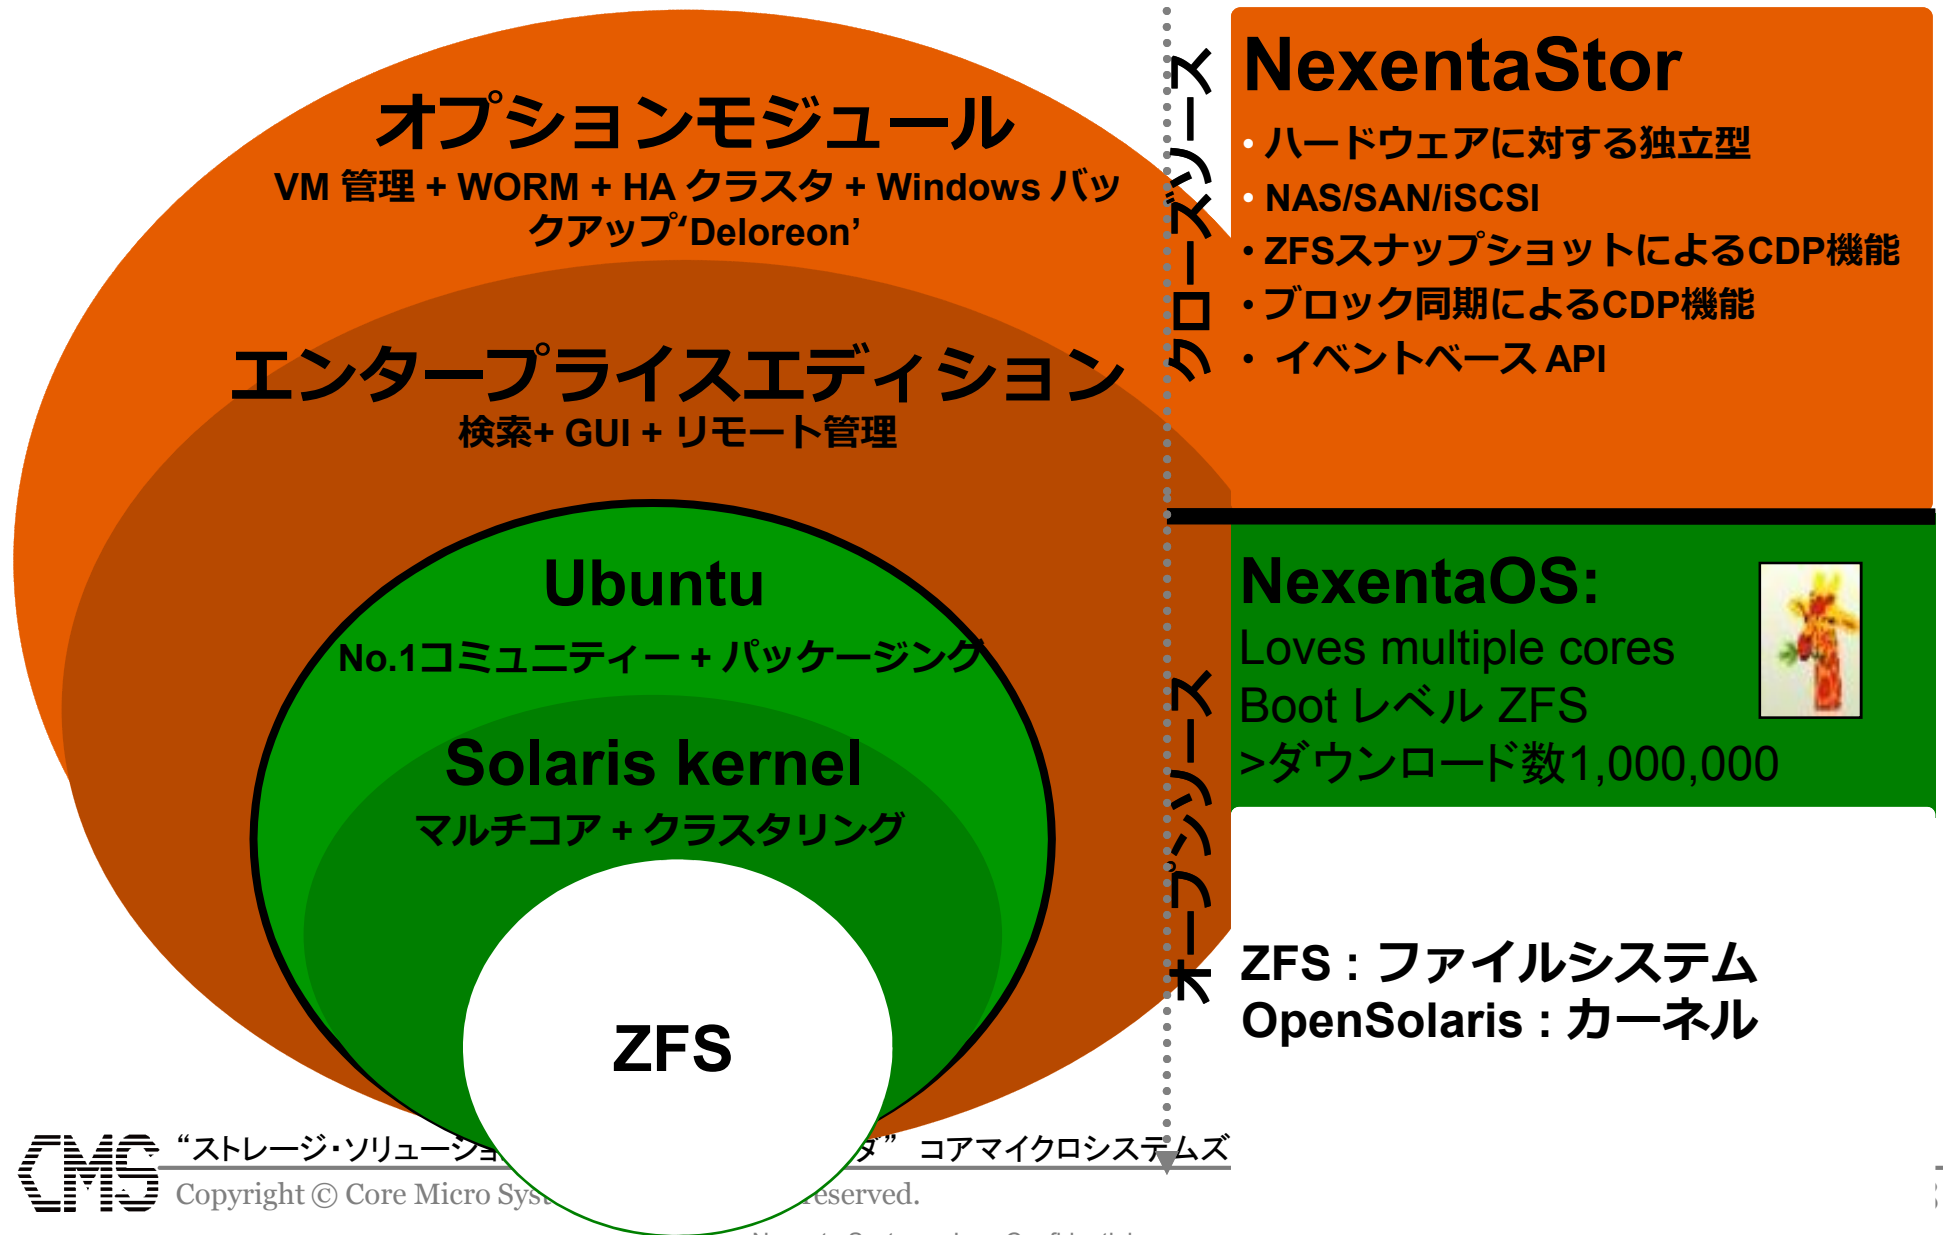 オプションモジュール
VM 管理 + WORM + HA クラスタ + Windows バッ
クアップ‘Deloreon’
エンタープライスエディション
検索+ GUI + リモート管理
Ubuntu
No.1コミュニティー + パッケージング
Solaris kernel
マルチコア + クラスタリング
ZFS
クローズソース
オープンソース
NexentaStor
・ハードウェアに対する独立型
・NAS/SAN/iSCSI
・ZFSスナップショットによるCDP機能
・ブロック同期によるCDP機能
・ イベントベース API
NexentaOS:
Loves multiple cores
Boot レベル ZFS
>ダウンロード数1,000,000
ZFS : ファイルシステム
OpenSolaris : カーネル
CMS
“ストレージ・ソリューショ ” コアマイクロシステムズ
Copyright © Core Micro reserved.